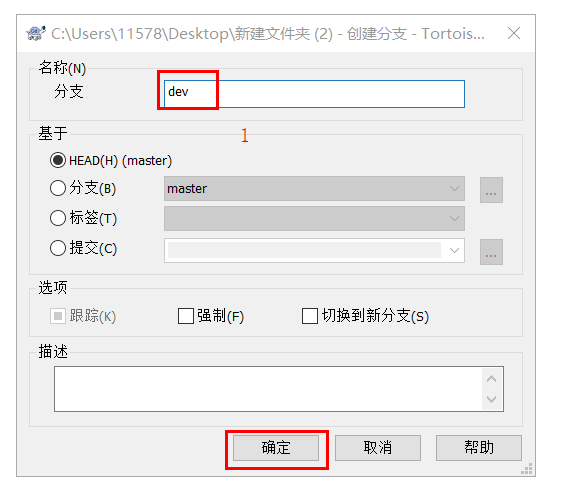 C:\Users\11578\Desktop\新建文件夹 (2) - 创建分支 - Tortois...
名称(N)
分支
dev
基于
1
HEAD(H) (master)
分支(B)
master
...
标签(T)
提交(C)
...
选项
跟踪(K)
强制(F)
切换到新分支(S)
描述
确定
取消
帮助